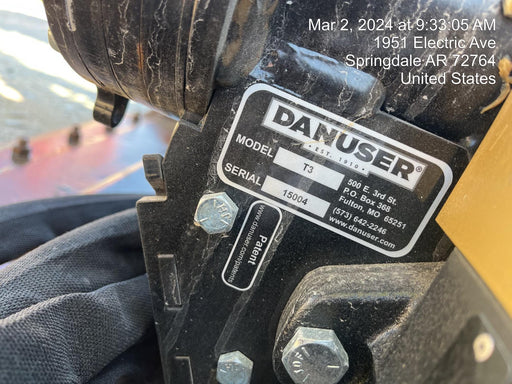 Mar 2, 2024 at 9:33:05 AM
1951 Electric Ave
Springdale AR 72764
United States
DANUSER®
EST. 1910
MODEL T3
SERIAL 15004
500 E. 3rd St.
P.O. Box 368
Fulton, MO 65251
(573) 642-2246
www.danuser.com
Patent
www.danuser.com/patents